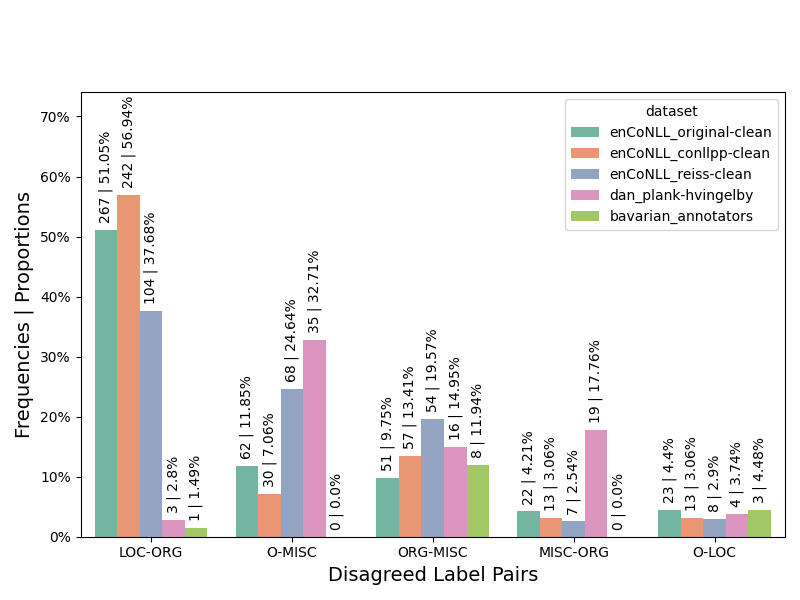 dataset
enCoNLL_original-clean
enCoNLL_conllpp-clean
enCoNLL_reiss-clean
dan_plank-hvingelby
bavarian_annotators
Frequencies | Proportions
70%
60%
50%
40%
30%
20%
10%
0%
267 | 51.05%
242 | 56.94%
104 | 37.68%
3 | 2.8%
1 | 1.49%
62 | 11.85%
30 | 7.06%
68 | 24.64%
35 | 32.71%
0 | 0.0%
51 | 9.75%
57 | 13.41%
54 | 19.57%
16 | 14.95%
8 | 11.94%
22 | 4.21%
13 | 3.06%
7 | 2.54%
19 | 17.76%
0 | 0.0%
23 | 4.4%
13 | 3.06%
8 | 2.9%
4 | 3.74%
3 | 4.48%
LOC-ORG
O-MISC
ORG-MISC
MISC-ORG
O-LOC
Disagreed Label Pairs